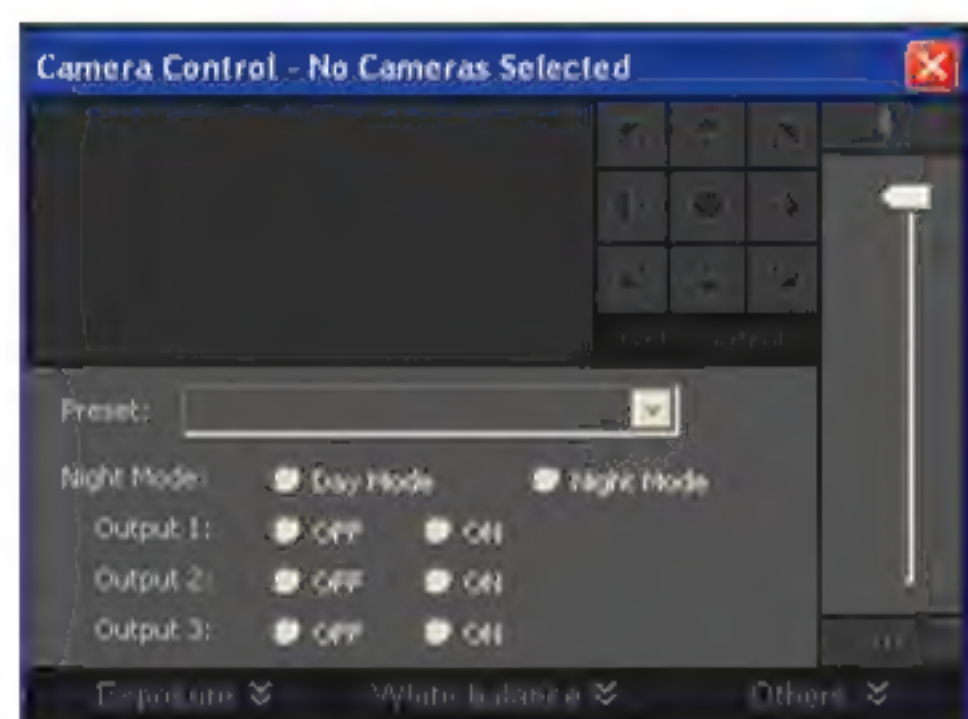 Camera Control - No Cameras Selected
Preset:
Night Mode: Day Mode Night Mode
Output 1: OFF ON
Output 2: OFF ON
Output 3: OFF ON
Exposure White balance Others